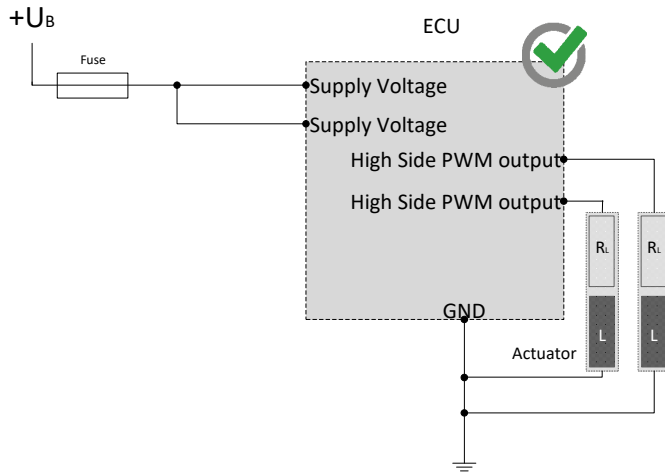 +UB
ECU
Fuse
Supply Voltage
Supply Voltage
High Side PWM output
High Side PWM output
RL
RL
GND
L
L
Actuator